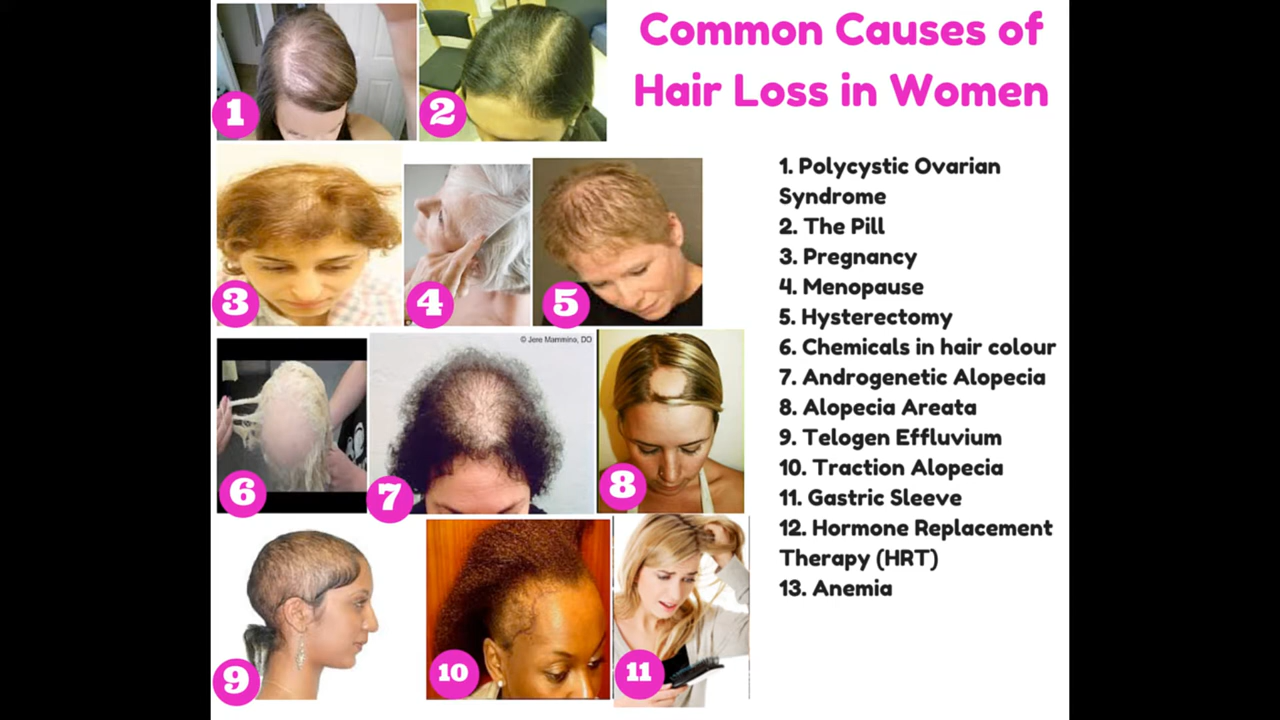 Common Causes of
Hair Loss in Women
1
2
3
4
5
© Jere Mammino, DO
6
7
8
9
10
11
1. Polycystic Ovarian
Syndrome
2. The Pill
3. Pregnancy
4. Menopause
5. Hysterectomy
6. Chemicals in hair colour
7. Androgenetic Alopecia
8. Alopecia Areata
9. Telogen Effluvium
10. Traction Alopecia
11. Gastric Sleeve
12. Hormone Replacement
Therapy (HRT)
13. Anemia